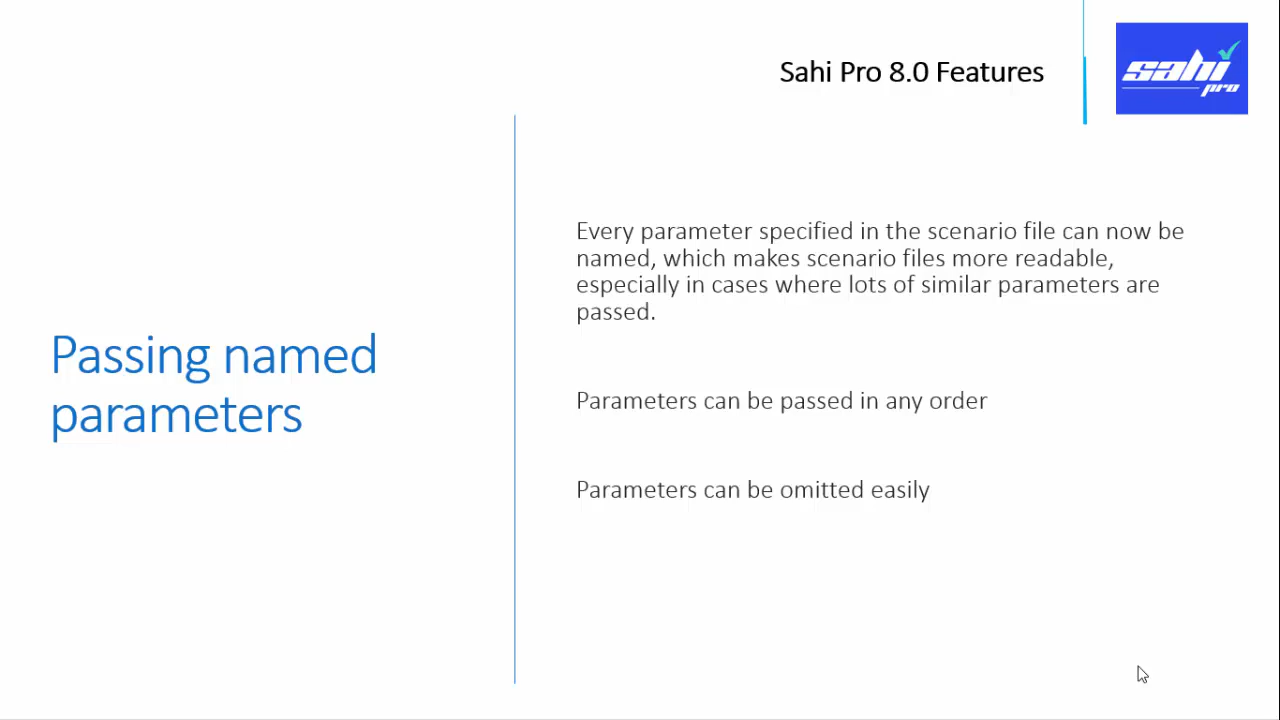 Sahi Pro 8.0 Features
sahi
pro
Passing named
parameters
Every parameter specified in the scenario file can now be
named, which makes scenario files more readable,
especially in cases where lots of similar parameters are
passed.
Parameters can be passed in any order
Parameters can be omitted easily